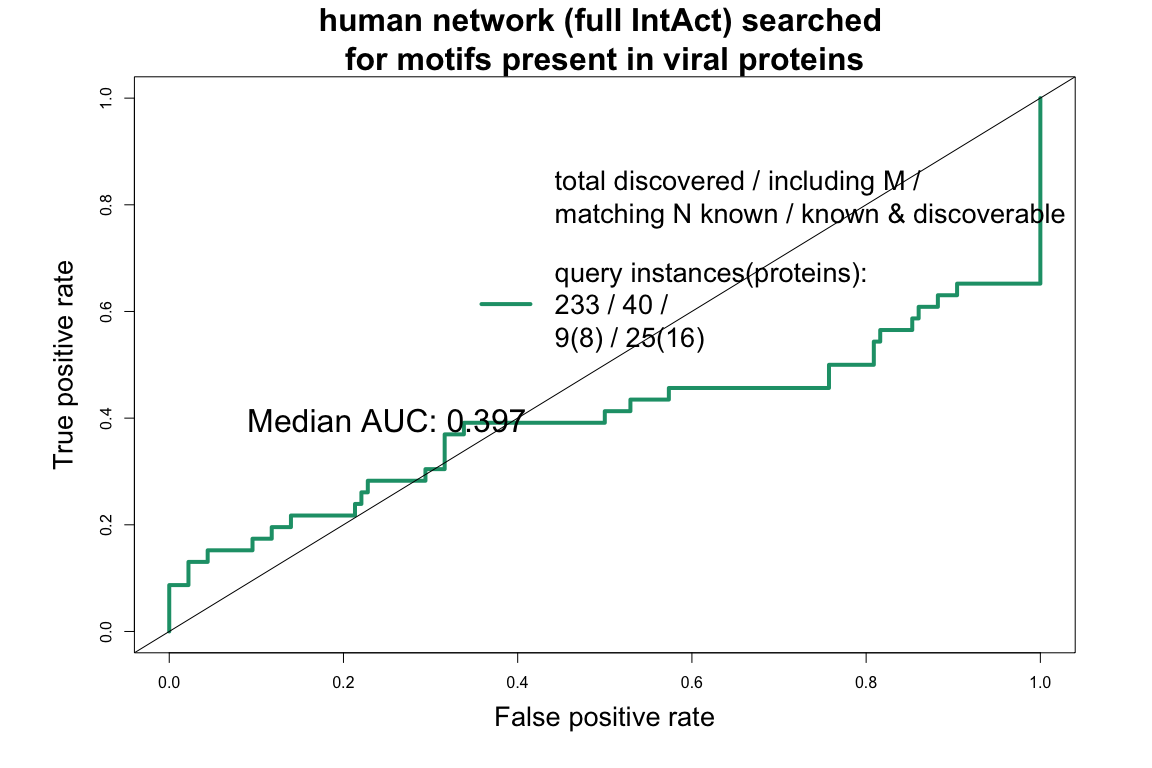 human network (full IntAct) searched
for motifs present in viral proteins
total discovered / including M /
matching N known / known & discoverable
query instances(proteins):
233 / 40 /
9(8) / 25(16)
Median AUC: 0.397
True positive rate
1.0
0.8
0.6
0.4
0.2
0.0
0.0 0.2 0.4 0.6 0.8 1.0
False positive rate